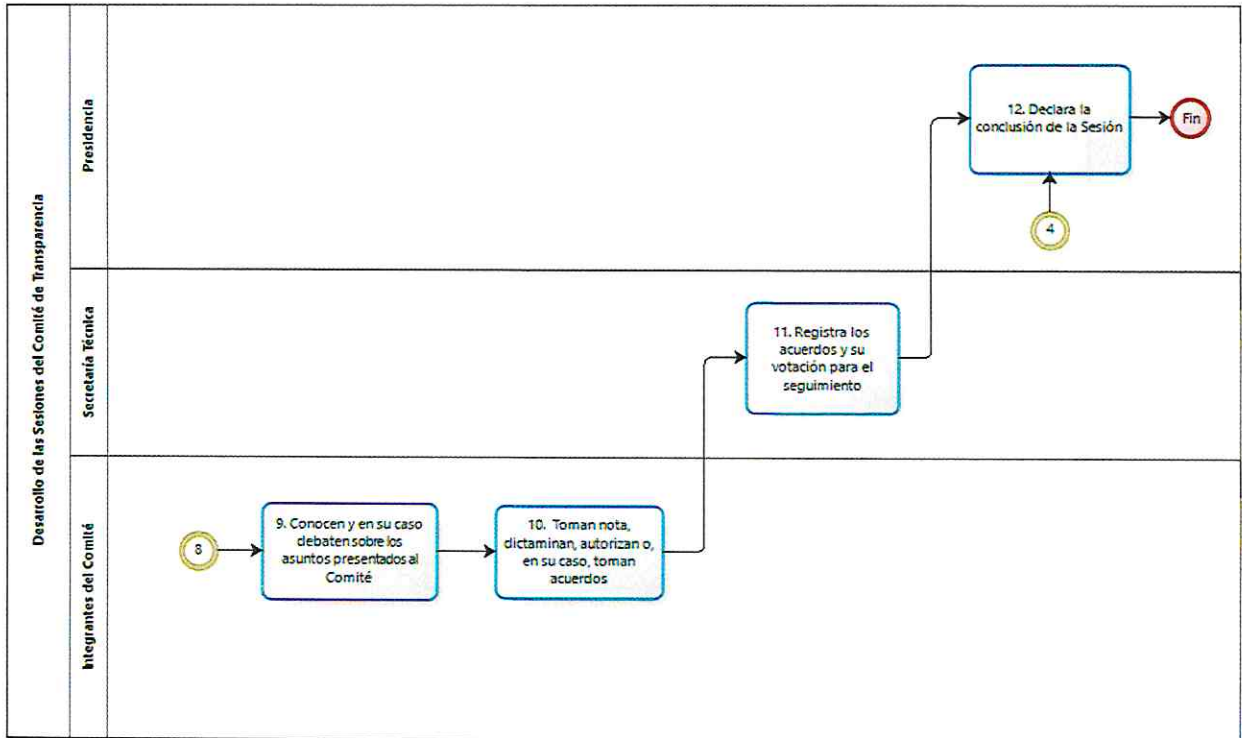 Desarrollo de las Sesiones del Comité de Transparencia
Presidencia
12. Declara la
conclusión de la Sesión
Fin
4
Secretaría Técnica
11. Registra los
acuerdos y su
votación para el
seguimiento
Integrantes del Comité
8
9. Conocen y en su caso
debaten sobre los
asuntos presentados al
Comité
10. Toman nota,
dictaminan, autorizan o,
en su caso, toman
acuerdos